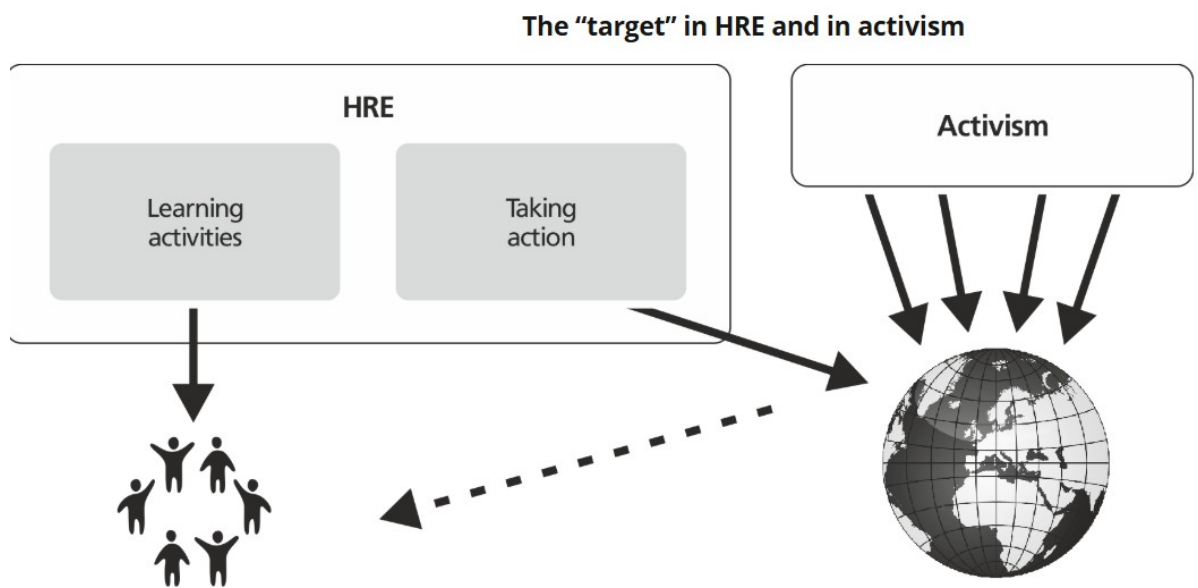 The “target” in HRE and in activism
HRE
Learning
activities
Taking
action
Activism